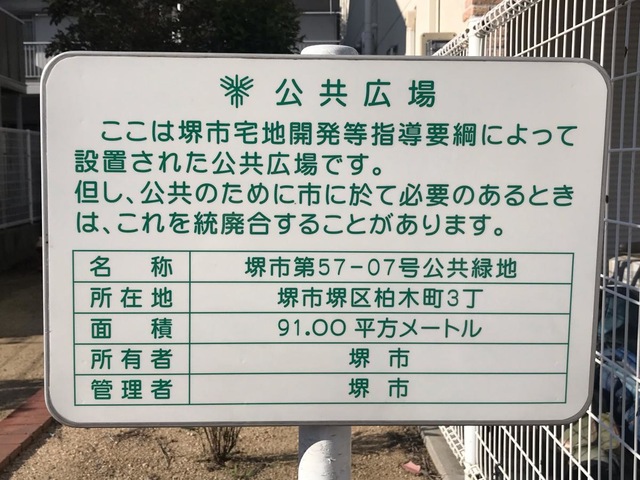 公共広場
ここは堺市宅地開発等指導要綱によって
設置された公共広場です。
但し、公共のために市に於て必要のあるとき
は、これを統廃合することがあります。
名称 堺市第57-07号公共緑地
所在地 堺市堺区柏木町3丁
面積 91.00平方メートル
所有者 堺市
管理者 堺市